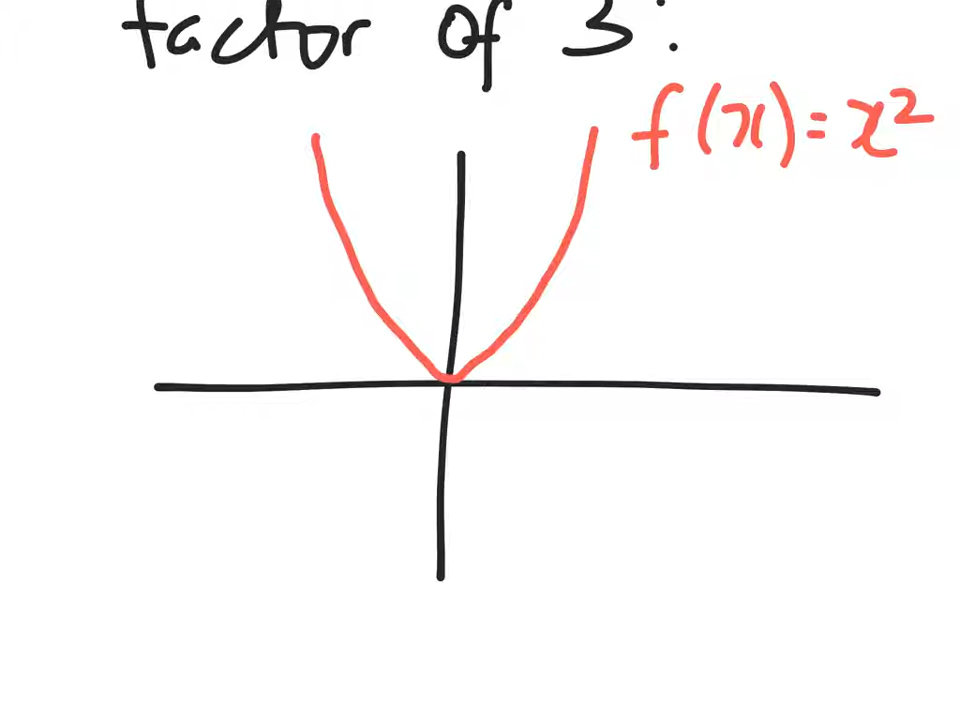 factor of 3:
f(x)=x²